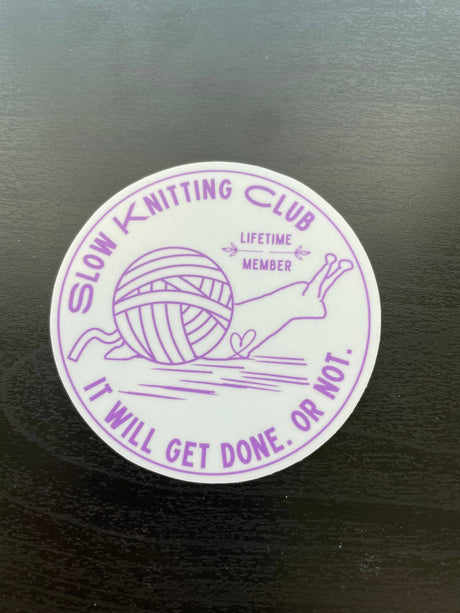 Slow Knitting Club
LIFETIME
MEMBER
IT WILL GET DONE. OR NOT.